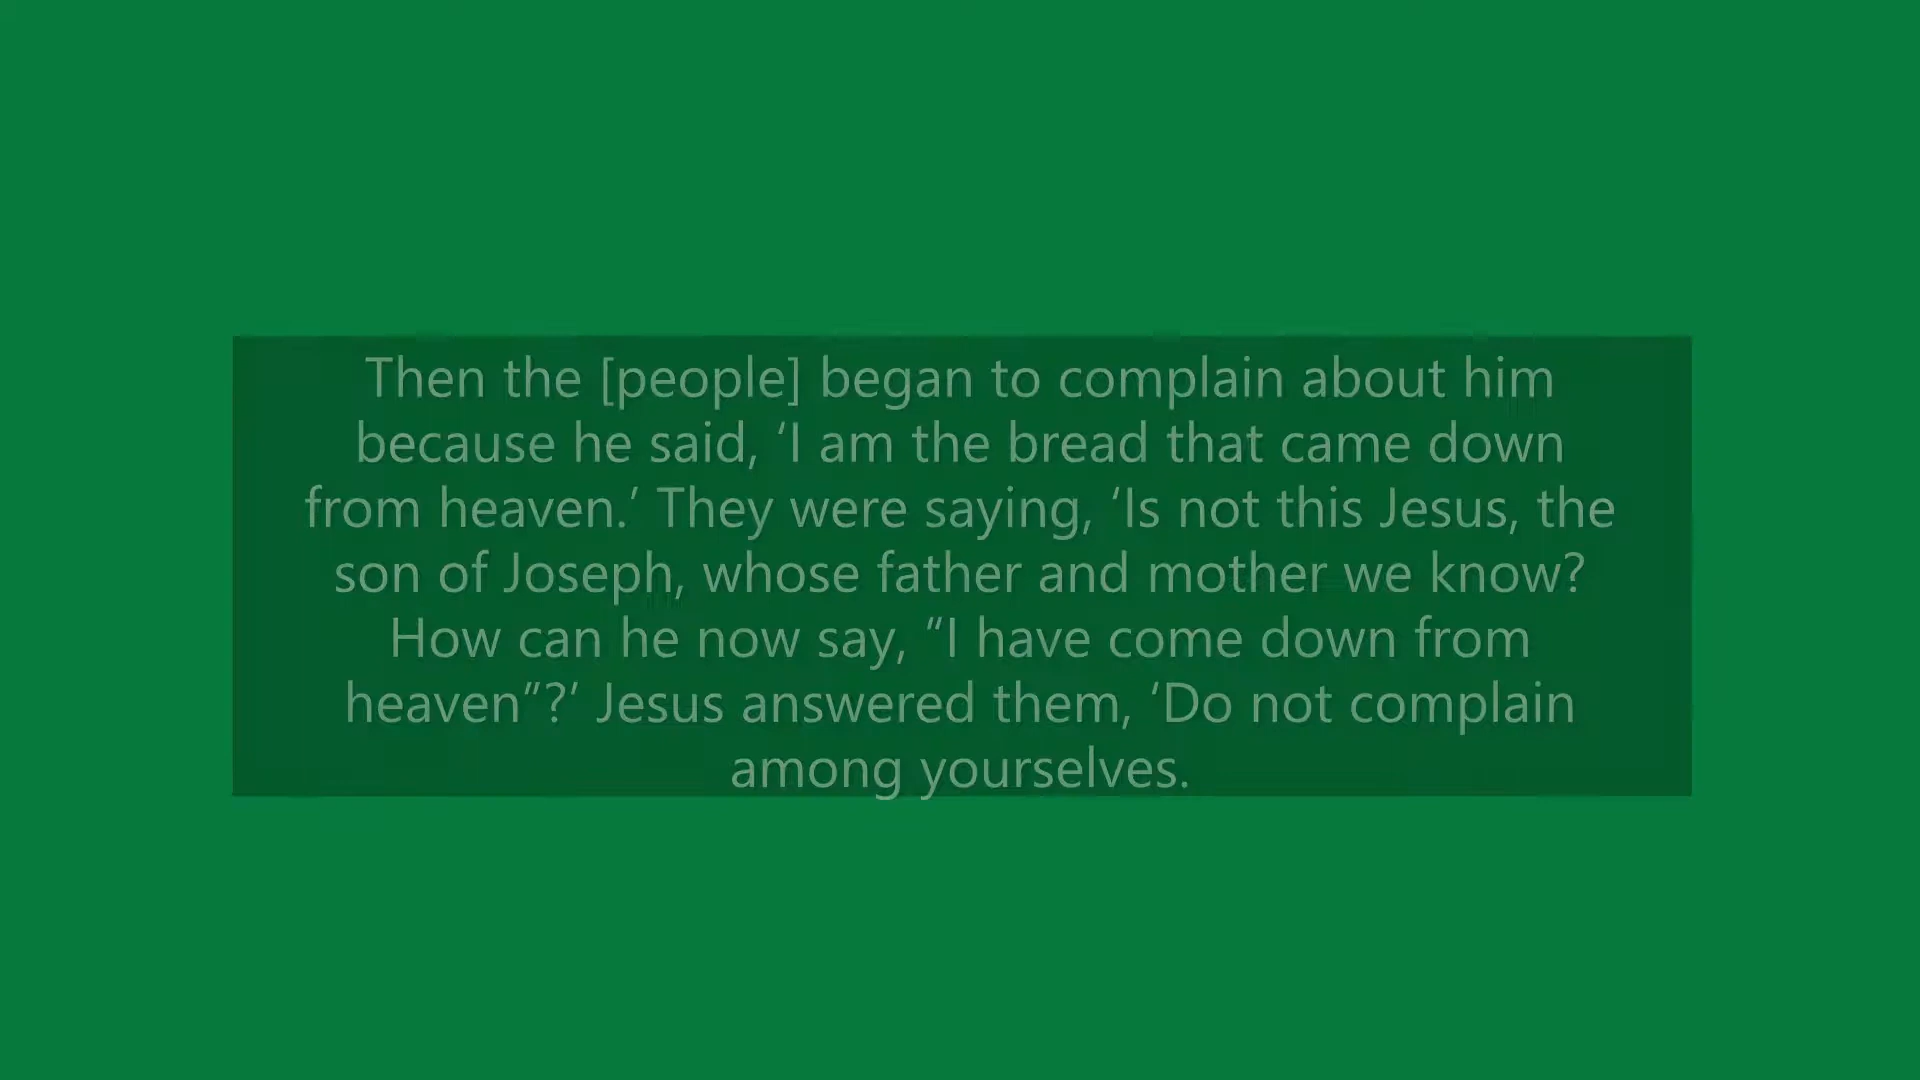 Then the [people] began to complain about him
because he said, ‘I am the bread that came down
from heaven.’ They were saying, ‘Is not this Jesus, the
son of Joseph, whose father and mother we know?
How can he now say, “I have come down from
heaven”?’ Jesus answered them, ‘Do not complain
among yourselves.